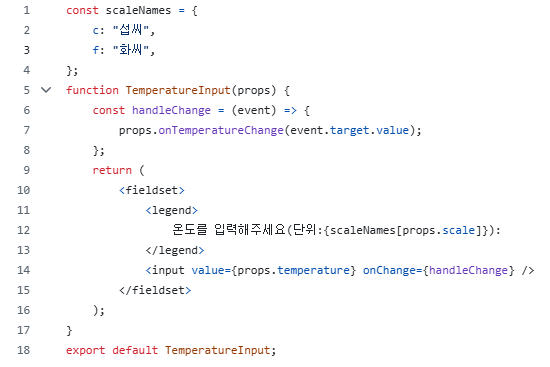 1 const scaleNames = {
2 c: "섭씨",
3 f: "화씨",
4 };
5 function TemperatureInput(props) {
6 const handleChange = (event) => {
7 props.onTemperatureChange(event.target.value);
8 };
9 return (
10 <fieldset>
11 <legend>
12 온도를 입력해주세요(단위:{scaleNames[props.scale]}):
13 </legend>
14 <input value={props.temperature} onChange={handleChange} />
15 </fieldset>
16 );
17 }
18 export default TemperatureInput;